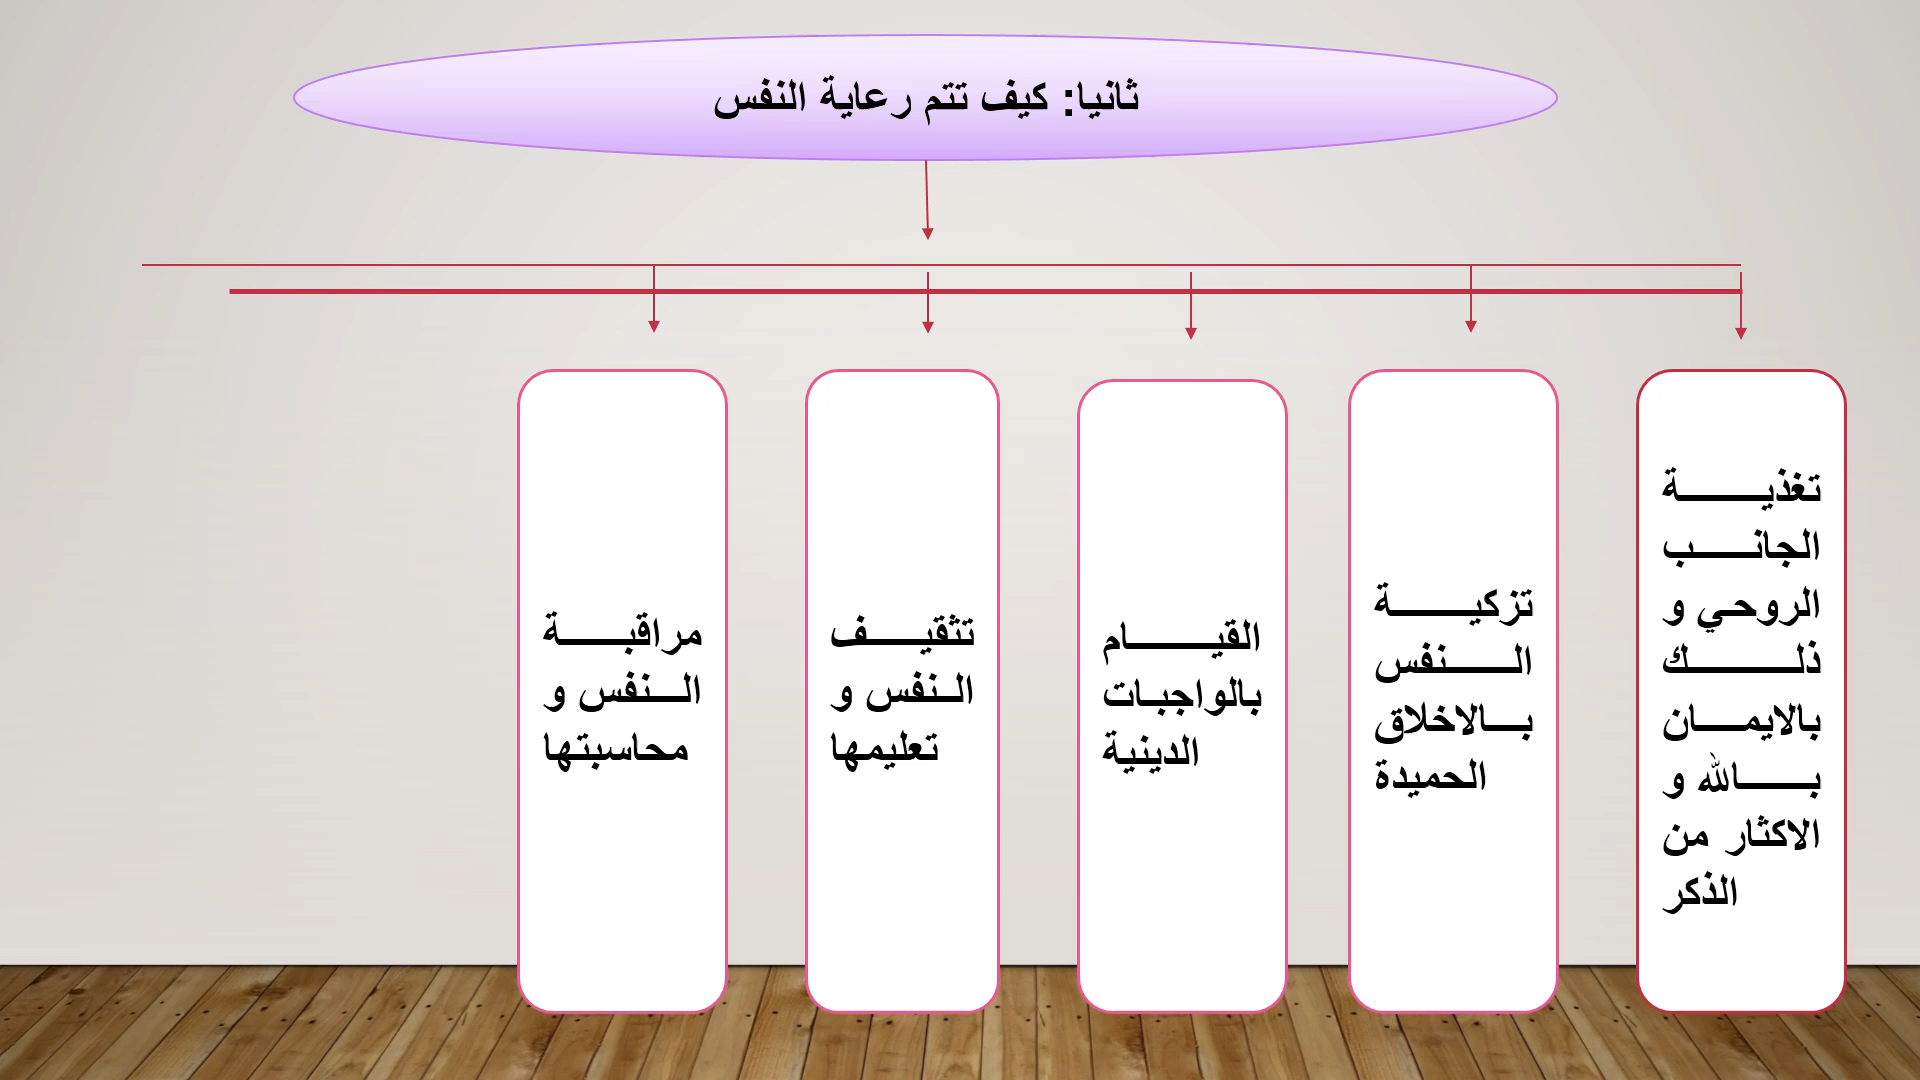 ثانيا: كيف تتم رعاية النفس
تغذية
الجانب
الروحي و
ذلك
بالايمان
بالله و
الاكثار من
الذكر
تزكية
النفس
بالاخلاق
الحميدة
القيام
بالواجبات
الدينية
تثقيف
النفس و
تعليمها
مراقبة
النفس و
محاسبتها